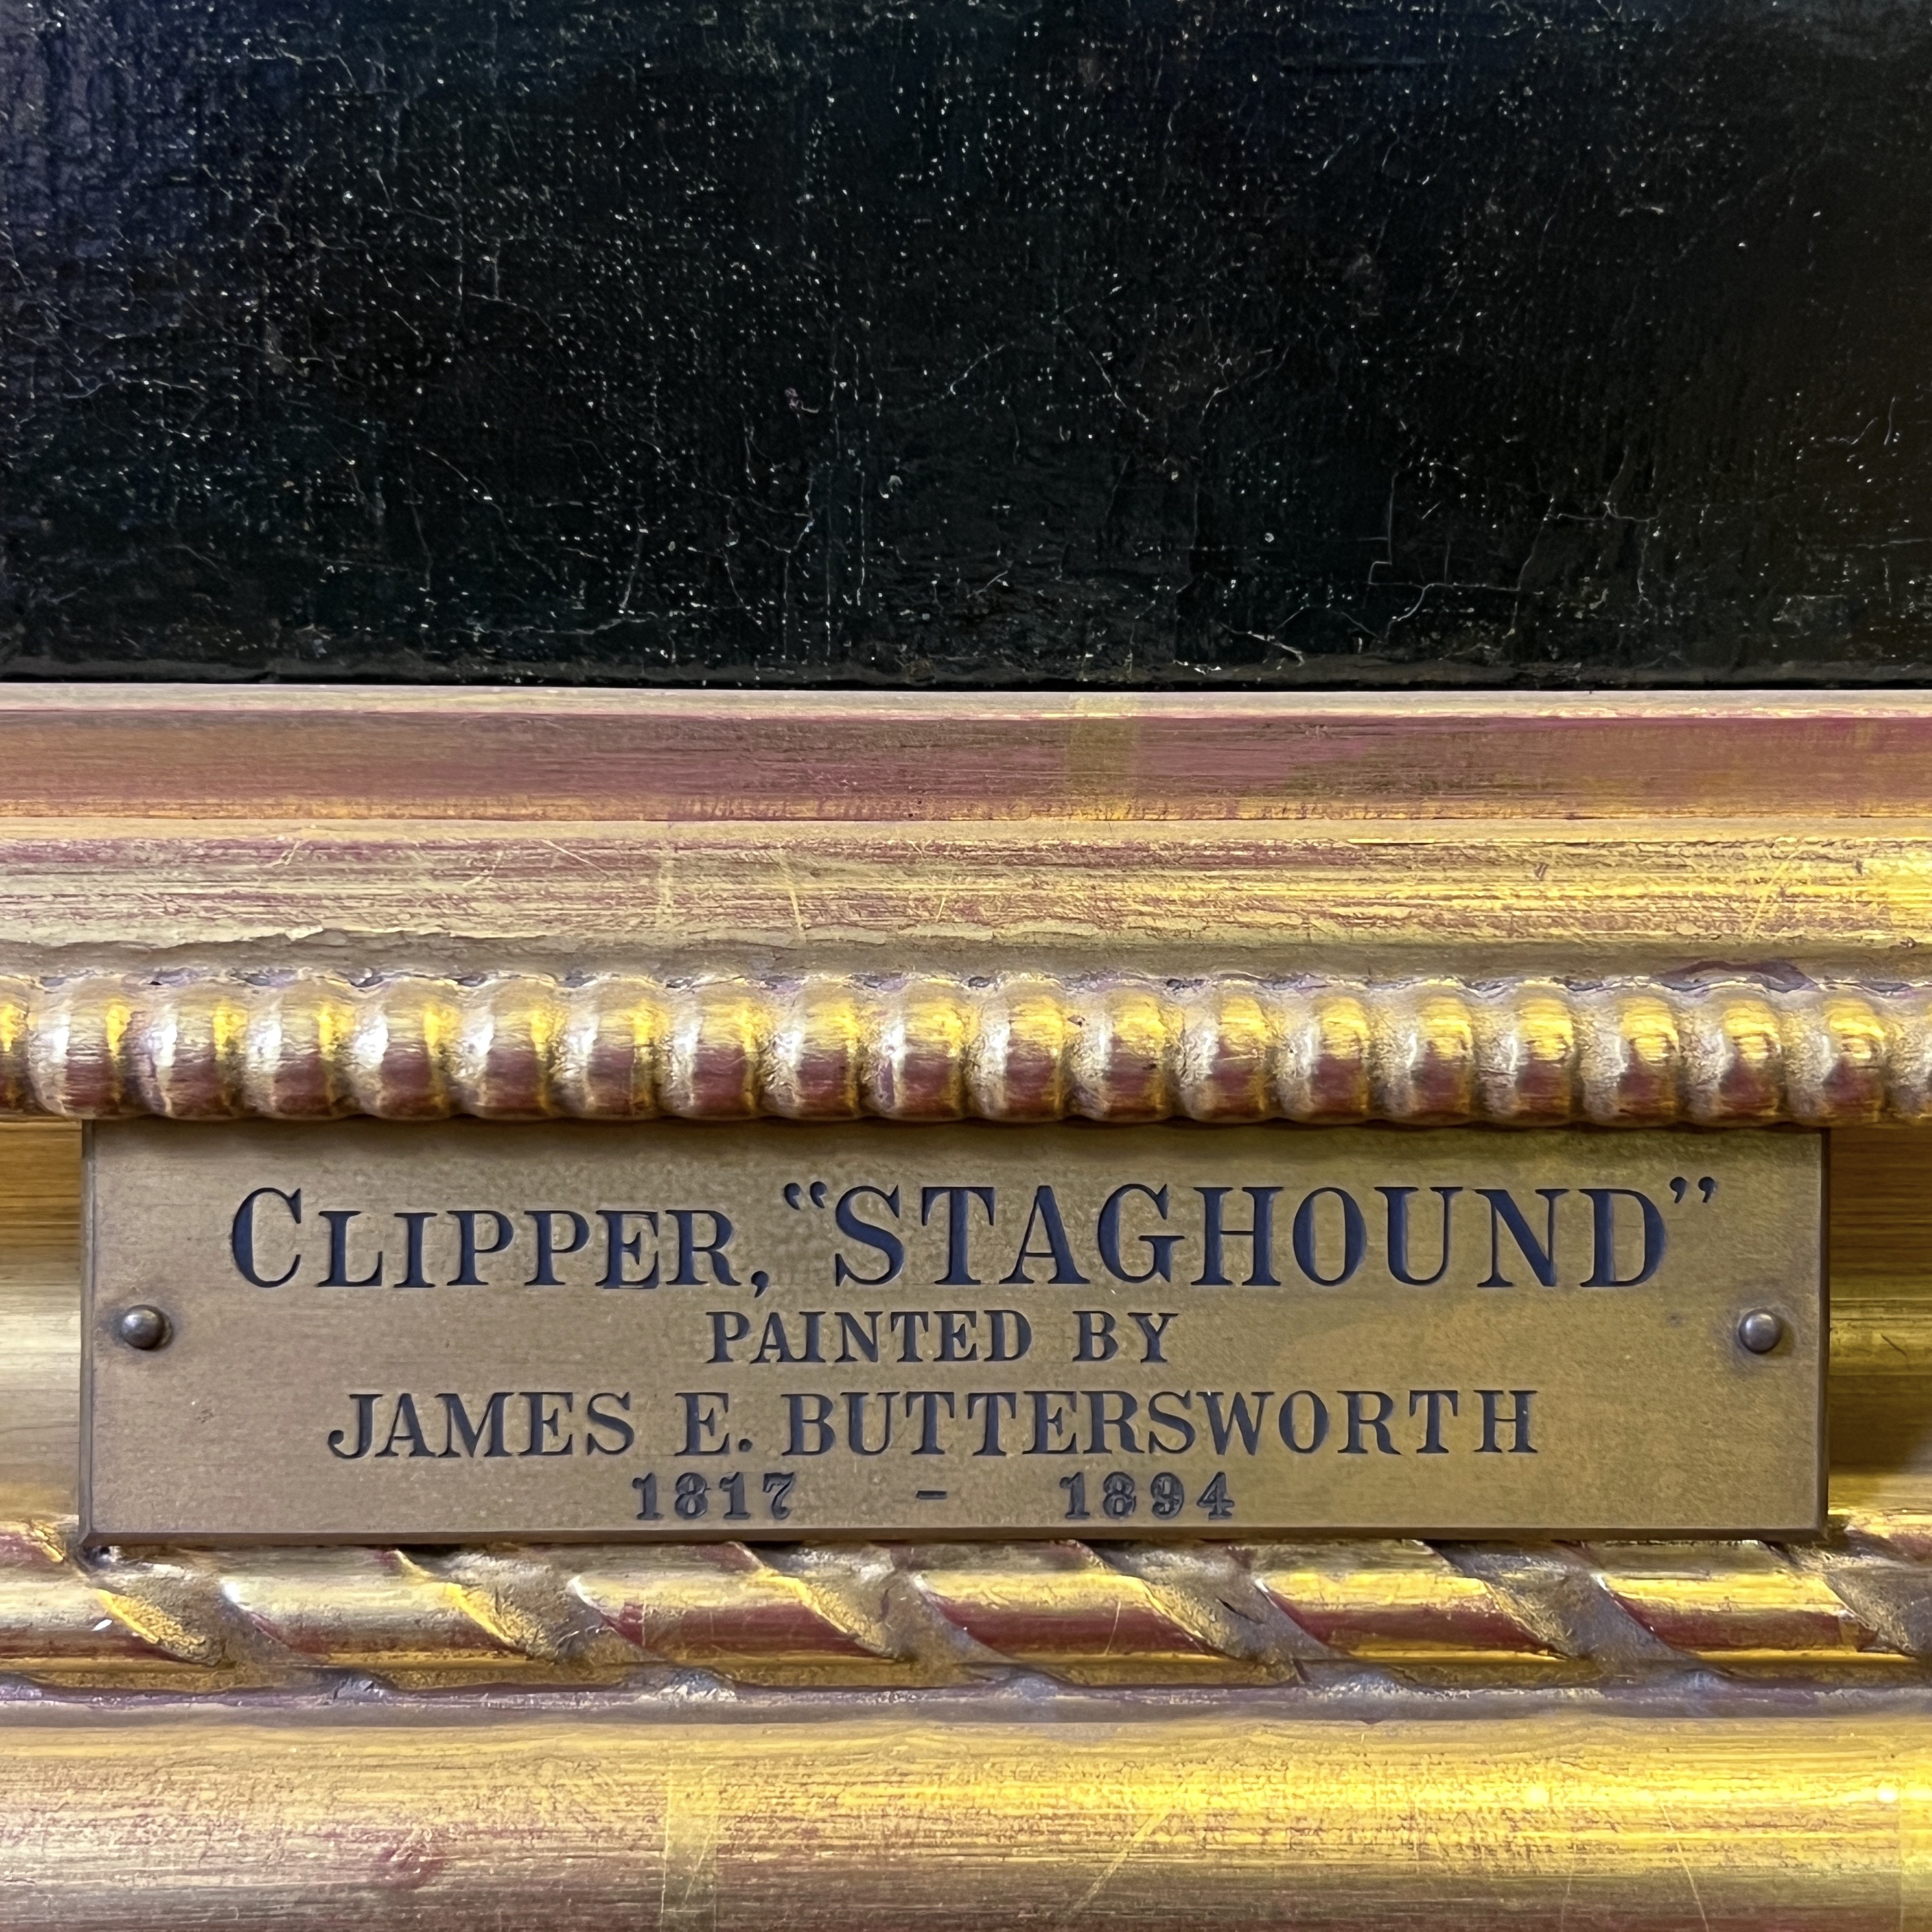 CLIPPER, “STAGHOUND”
PAINTED BY
JAMES E. BUTTERSWORTH
1817 - 1894